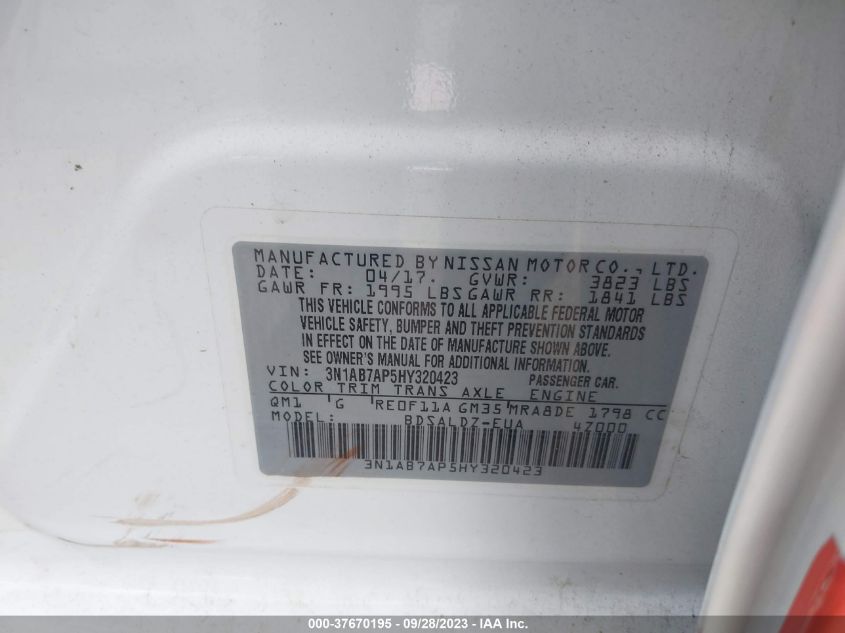 MANUFACTURED BY NISSAN MOTOR CO., LTD.
DATE: 04/17. GVWR: 3823 LBS
GAWR FR: 1995 LBS GAWR RR: 1841 LBS
THIS VEHICLE CONFORMS TO ALL APPLICABLE FEDERAL MOTOR
VEHICLE SAFETY, BUMPER AND THEFT PREVENTION STANDARDS
IN EFFECT ON THE DATE OF MANUFACTURE SHOWN ABOVE.
SEE OWNER'S MANUAL FOR ADDITIONAL INFORMATION.
VIN: 3N1AB7AP5HY320423 PASSENGER CAR.
COLOR TRIM TRANS AXLE ENGINE
QM1 G RE0F11A GM35 MRA8DE 1798 CC
MODEL: BDSALDZ-EUA 4Z000
3N1AB7AP5HY320423
000-37670195 - 09/28/2023 - IAA Inc.